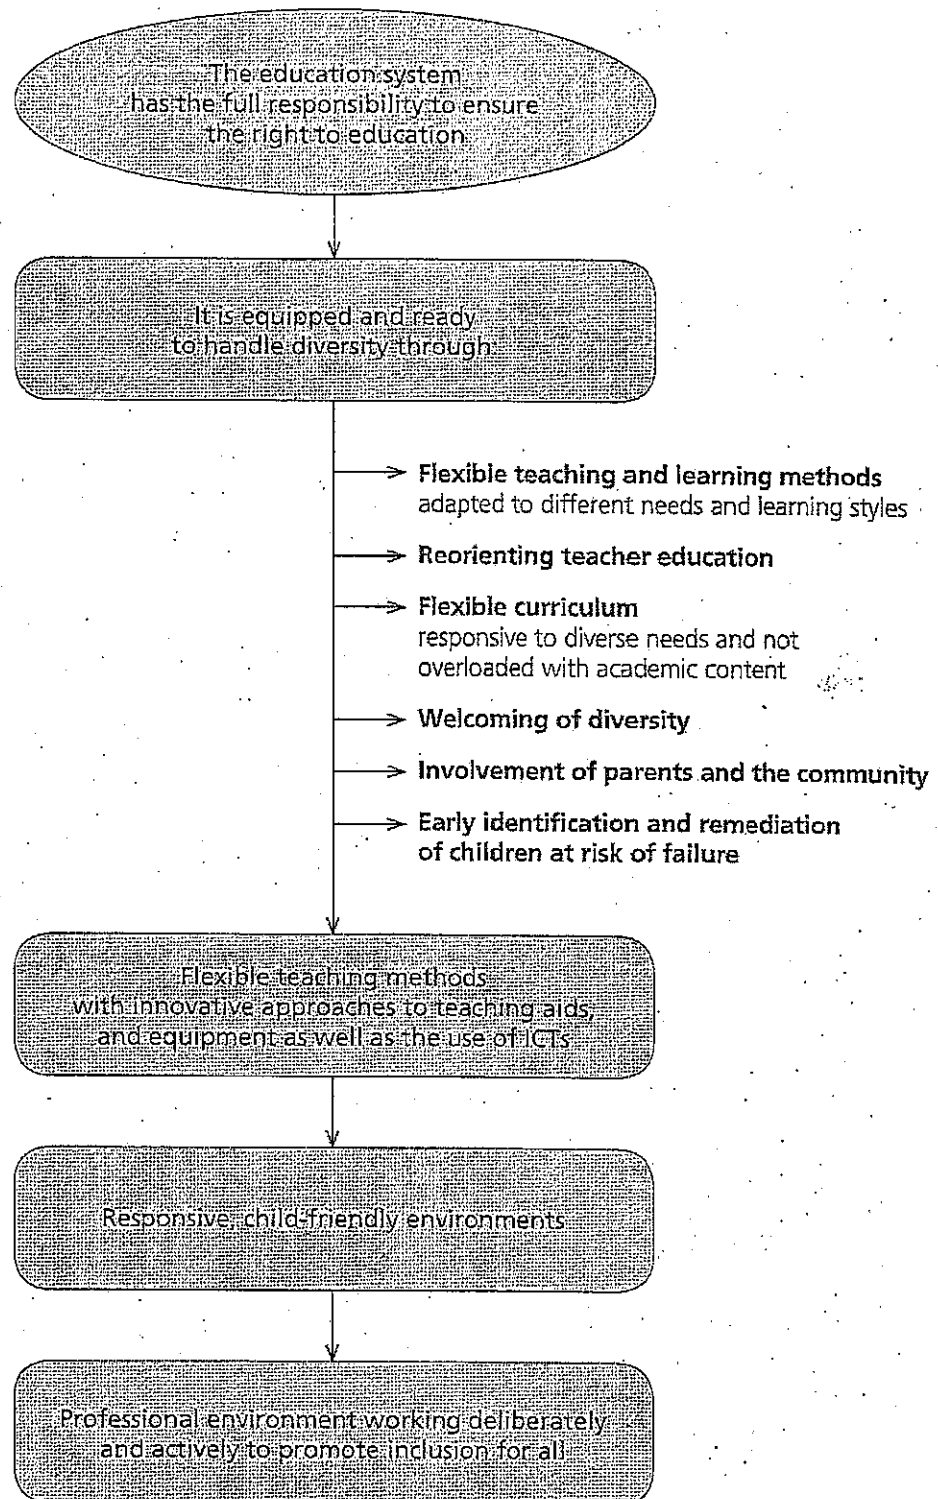 The education system
has the full responsibility to ensure
the right to education
It is equipped and ready
to handle diversity through:
Flexible teaching and learning methods
adapted to different needs and learning styles
Reorienting teacher education
Flexible curriculum
responsive to diverse needs and not
overloaded with academic content
Welcoming of diversity
Involvement of parents and the community
Early identification and remediation
of children at risk of failure
Flexible teaching methods
with innovative approaches to teaching aids,
and equipment as well as the use of ICTs
Responsive, child-friendly environments
Professional environment working deliberately
and actively to promote inclusion for all